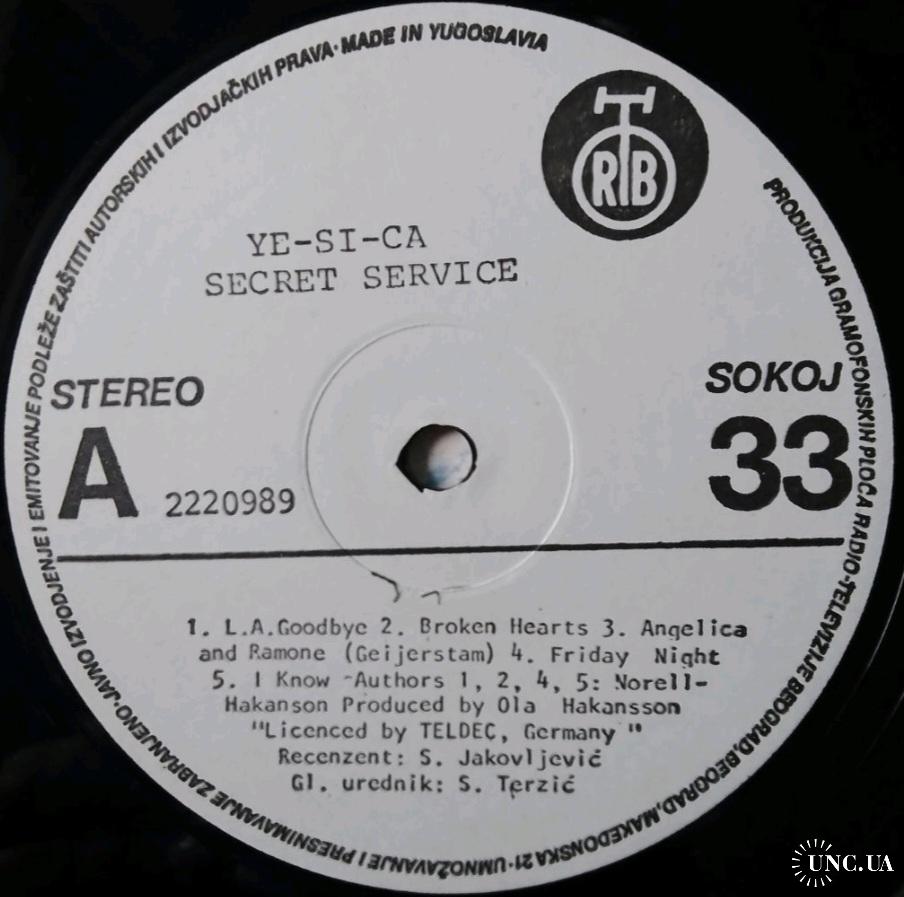 JAVNO IZVODJENJE I EMITOVANJE PODLEŽE ZAŠTITI AUTORSKIH I IZVODJAČKIH PRAVA·MADE IN YUGOSLAVIA
RTB
PRODUKCIJA GRAMOFONSKIH PLOČA RADIO-TELEVIZIJE BEOGRAD, BEOGRAD, MAKEDONSKA 21·UMNOŽAVANJE I PRESNIMAVANJE ZABRANJENO·
YE-SI-CA
SECRET SERVICE
STEREO
SOKOJ
A 2220989
33
1. L.A.Goodbye 2. Broken Hearts 3. Angelica
and Ramone (Geijerstam) 4. Friday Night
5. I Know -Authors 1, 2, 4, 5: Norell-
Hakanson Produced by Ola Hakansson
"Licenced by TELDEC, Germany "
Recenzent: S. Jakovljević
Gl. urednik: S. Terzić
UNC.UA